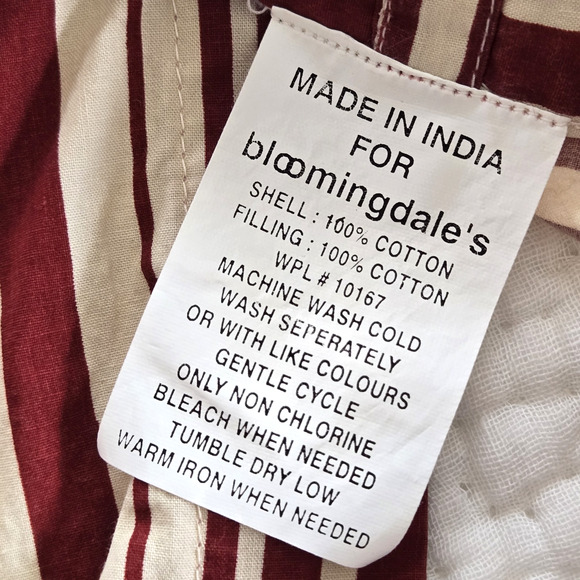 MADE IN INDIA
FOR
bloomingdale's
SHELL : 100% COTTON
FILLING : 100% COTTON
WPL # 10167
MACHINE WASH COLD
WASH SEPERATELY
OR WITH LIKE COLOURS
GENTLE CYCLE
ONLY NON CHLORINE
BLEACH WHEN NEEDED
TUMBLE DRY LOW
WARM IRON WHEN NEEDED